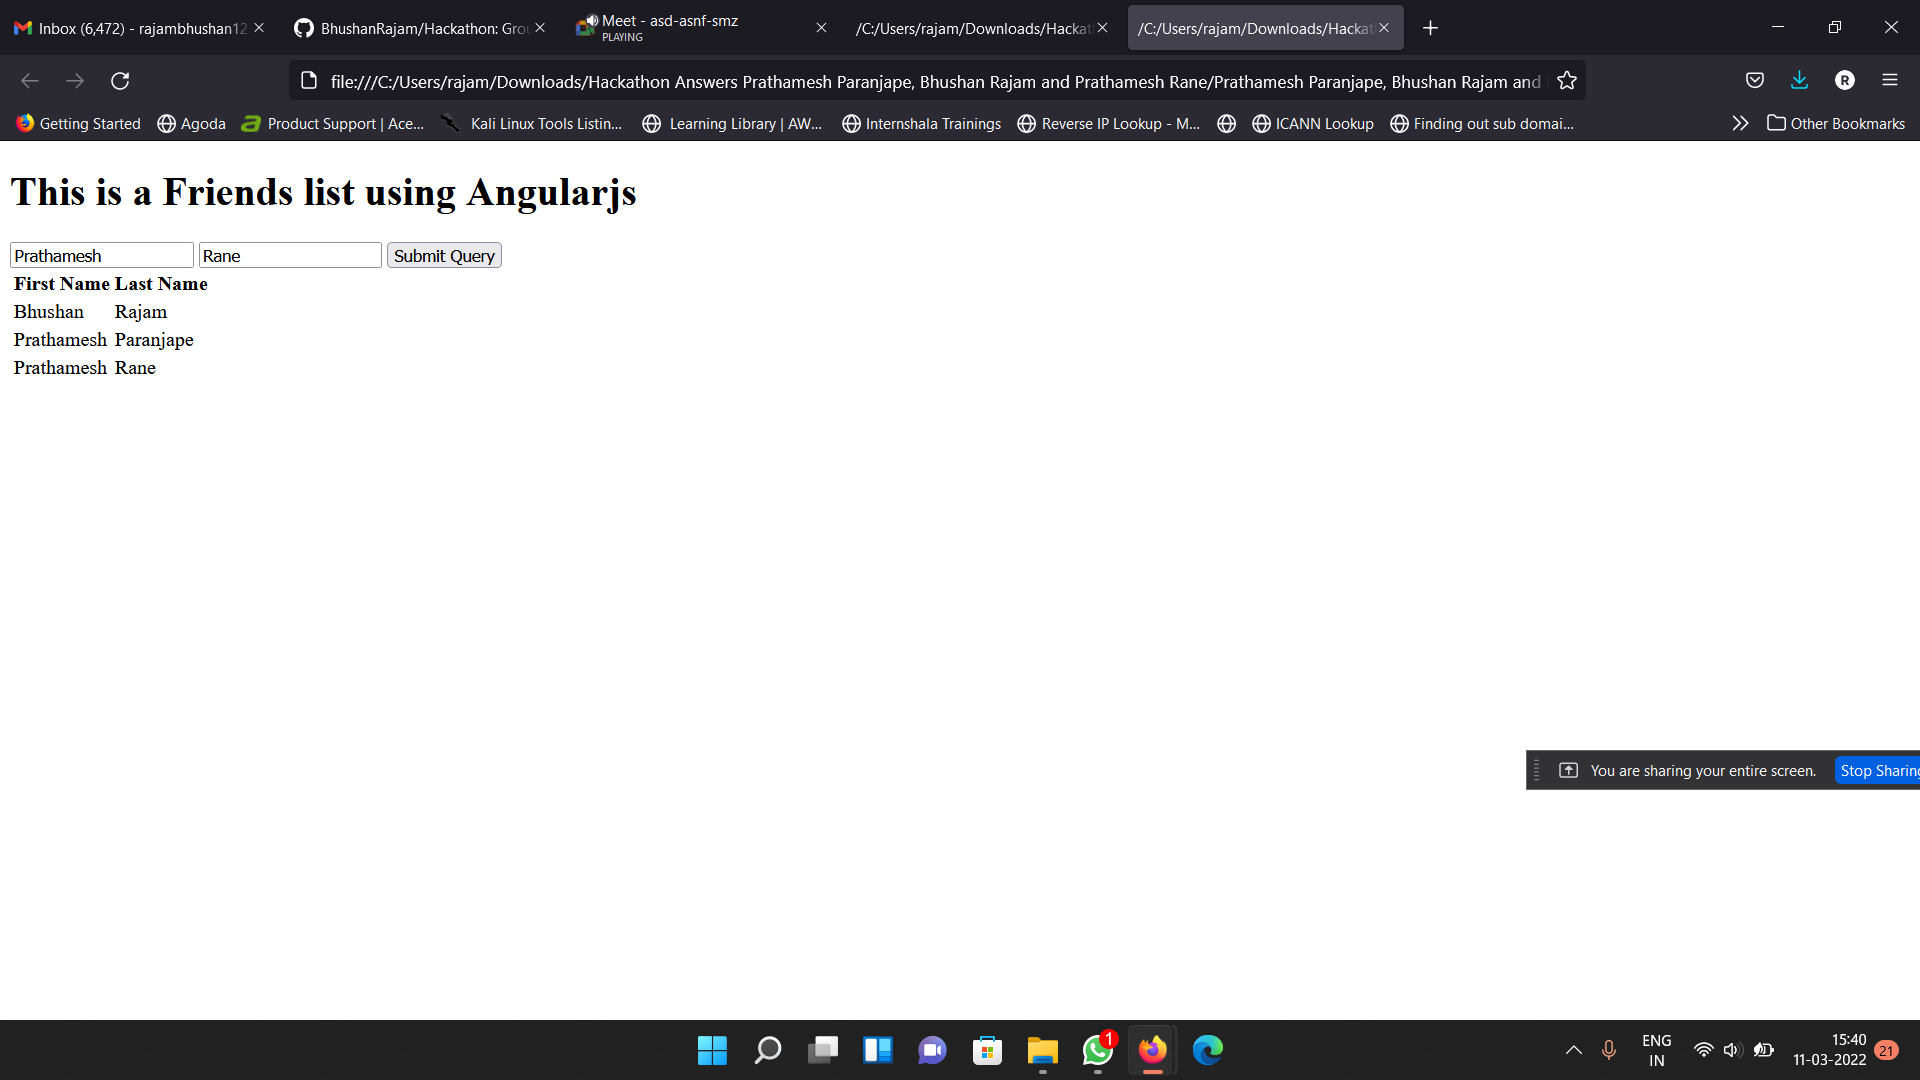 Inbox (6,472) - rajambhushan12
BhushanRajam/Hackathon: Grou
Meet - asd-asnf-smz
PLAYING
/C:/Users/rajam/Downloads/Hackat
/C:/Users/rajam/Downloads/Hackat
file:///C:/Users/rajam/Downloads/Hackathon Answers Prathamesh Paranjape, Bhushan Rajam and Prathamesh Rane/Prathamesh Paranjape, Bhushan Rajam and
R
Getting Started
Agoda
Product Support | Ace...
Kali Linux Tools Listin...
Learning Library | AW...
Internshala Trainings
Reverse IP Lookup - M...
ICANN Lookup
Finding out sub domai...
Other Bookmarks
This is a Friends list using Angularjs
Prathamesh Rane Submit Query
First Name Last Name
Bhushan Rajam
Prathamesh Paranjape
Prathamesh Rane
You are sharing your entire screen. Stop Sharing
1
ENG
IN
15:40
11-03-2022
21